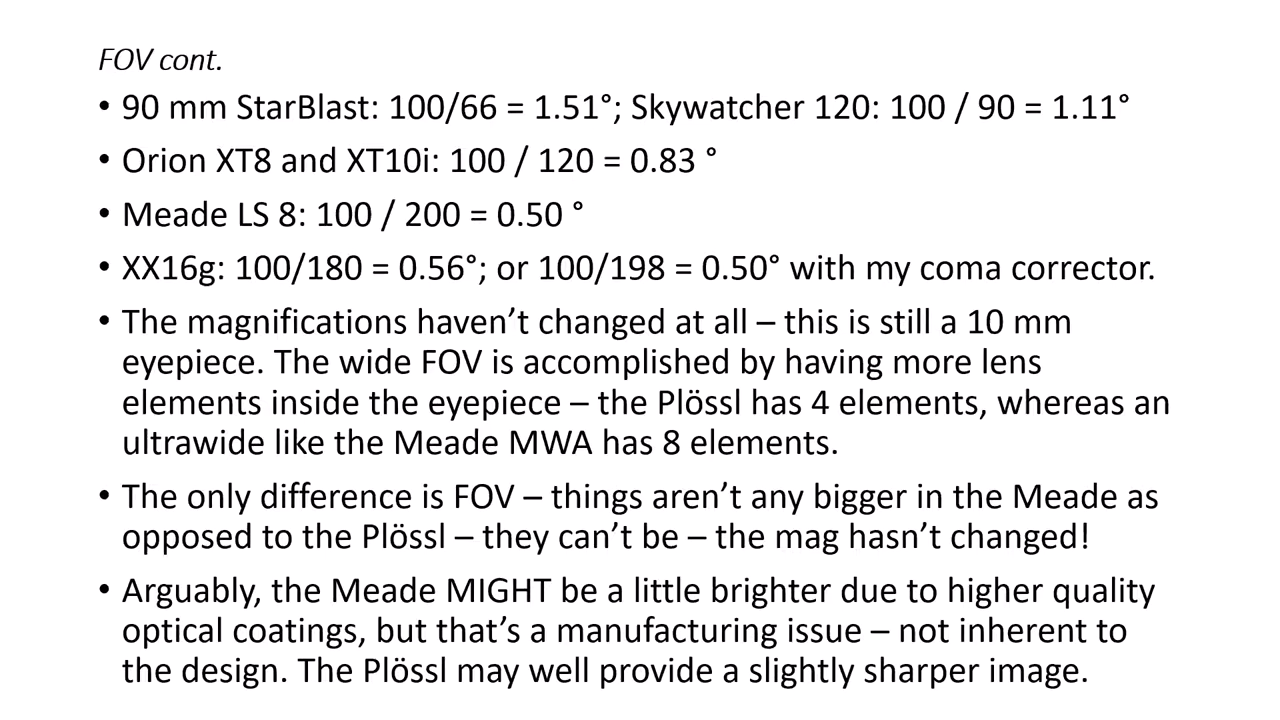 FOV cont.
• 90 mm StarBlast: 100/66 = 1.51°; Skywatcher 120: 100 / 90 = 1.11°
• Orion XT8 and XT10i: 100 / 120 = 0.83 °
• Meade LS 8: 100 / 200 = 0.50 °
• XX16g: 100/180 = 0.56°; or 100/198 = 0.50° with my coma corrector.
• The magnifications haven’t changed at all – this is still a 10 mm
eyepiece. The wide FOV is accomplished by having more lens
elements inside the eyepiece – the Plössl has 4 elements, whereas an
ultrawide like the Meade MWA has 8 elements.
• The only difference is FOV – things aren’t any bigger in the Meade as
opposed to the Plössl – they can’t be – the mag hasn’t changed!
• Arguably, the Meade MIGHT be a little brighter due to higher quality
optical coatings, but that’s a manufacturing issue – not inherent to
the design. The Plössl may well provide a slightly sharper image.